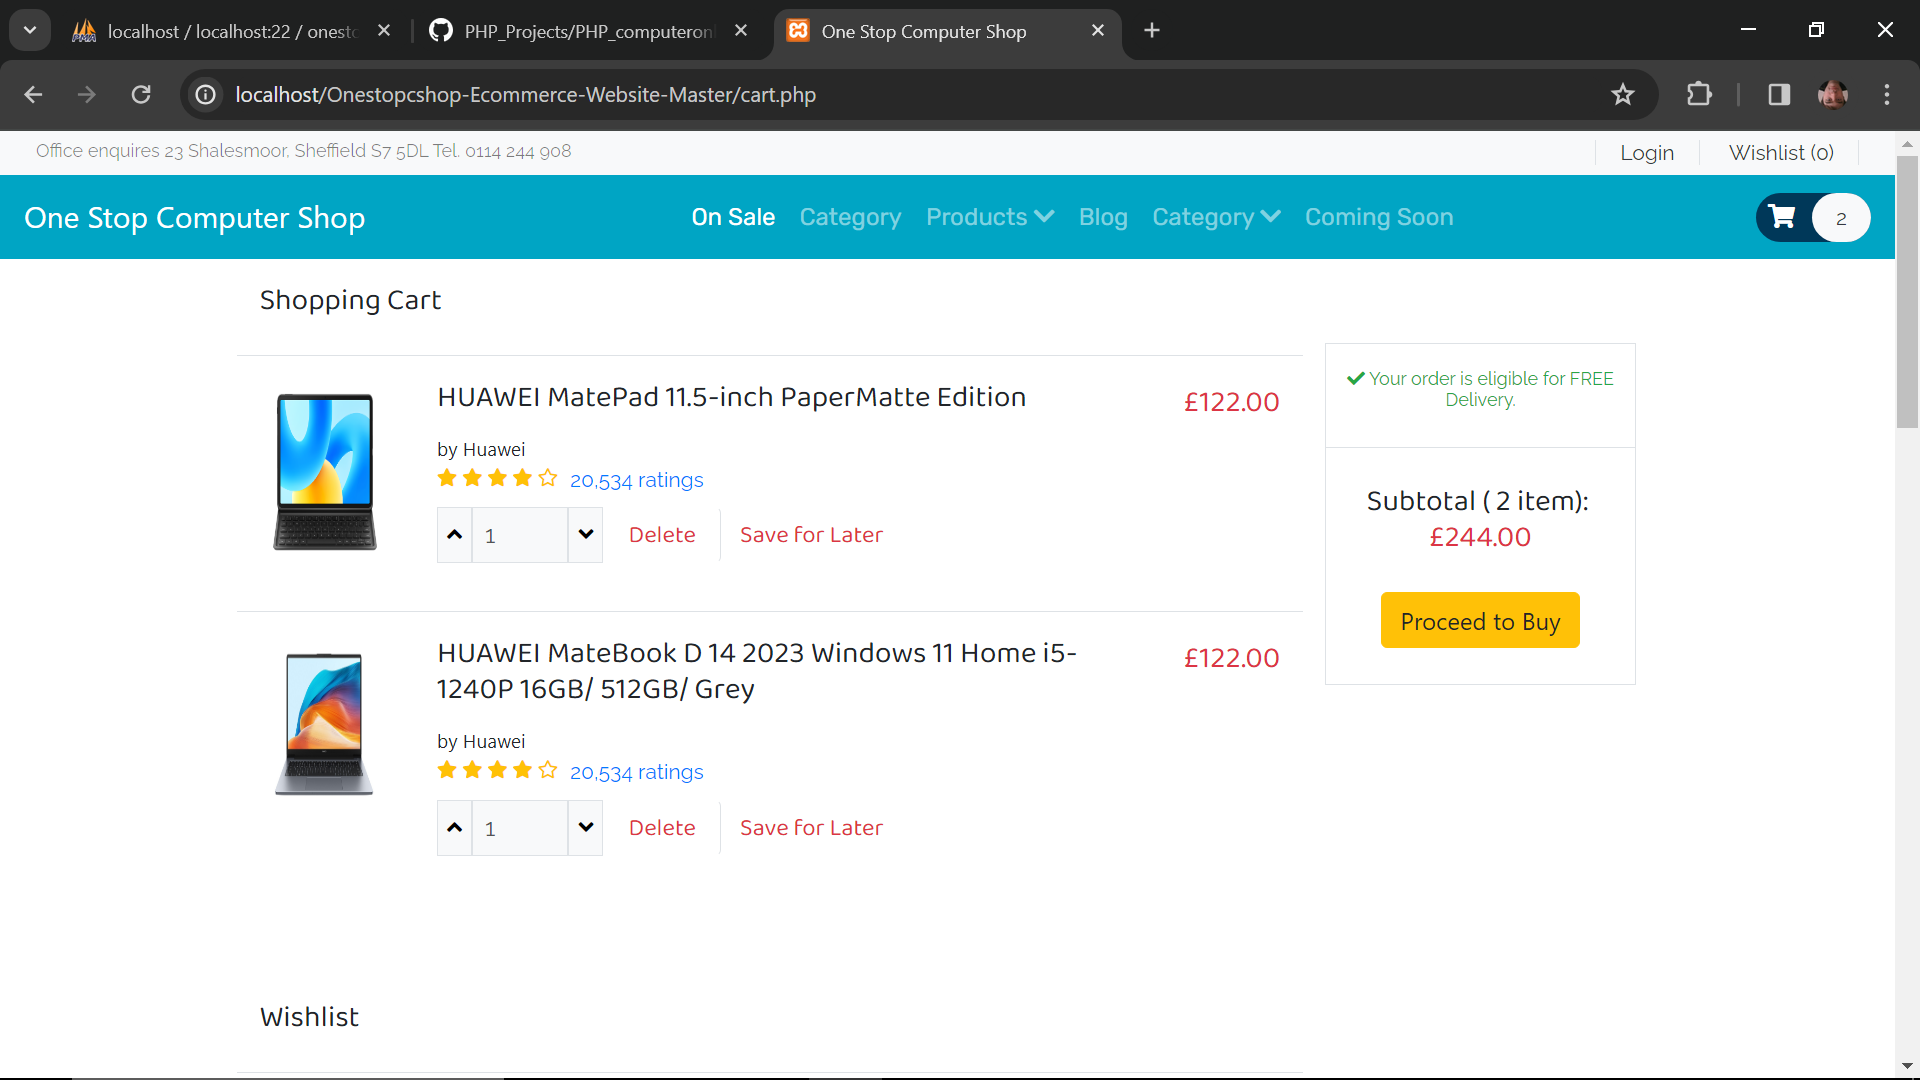 localhost / localhost:22 / onesto
PHP_Projects/PHP_computeronl
One Stop Computer Shop
localhost/Onestopcshop-Ecommerce-Website-Master/cart.php
Office enquires 23 Shalesmoor, Sheffield S7 5DL Tel. 0114 244 908
Login
Wishlist (0)
One Stop Computer Shop
On Sale
Category
Products
Blog
Category
Coming Soon
2
Shopping Cart
HUAWEI MatePad 11.5-inch PaperMatte Edition
£122.00
by Huawei
20,534 ratings
1
Delete
Save for Later
HUAWEI MateBook D 14 2023 Windows 11 Home i5-
1240P 16GB/ 512GB/ Grey
£122.00
by Huawei
20,534 ratings
1
Delete
Save for Later
Your order is eligible for FREE
Delivery.
Subtotal ( 2 item):
£244.00
Proceed to Buy
Wishlist